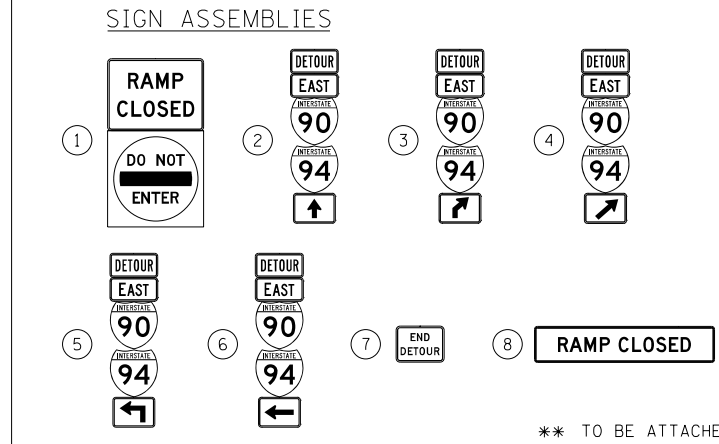 SIGN ASSEMBLIES
1
RAMP
CLOSED
DO NOT
ENTER
2
DETOUR
EAST
INTERSTATE
90
INTERSTATE
94
3
DETOUR
EAST
INTERSTATE
90
INTERSTATE
94
4
DETOUR
EAST
INTERSTATE
90
INTERSTATE
94
5
DETOUR
EAST
INTERSTATE
90
INTERSTATE
94
6
DETOUR
EAST
INTERSTATE
90
INTERSTATE
94
7
END
DETOUR
8
RAMP CLOSED
** TO BE ATTACHE